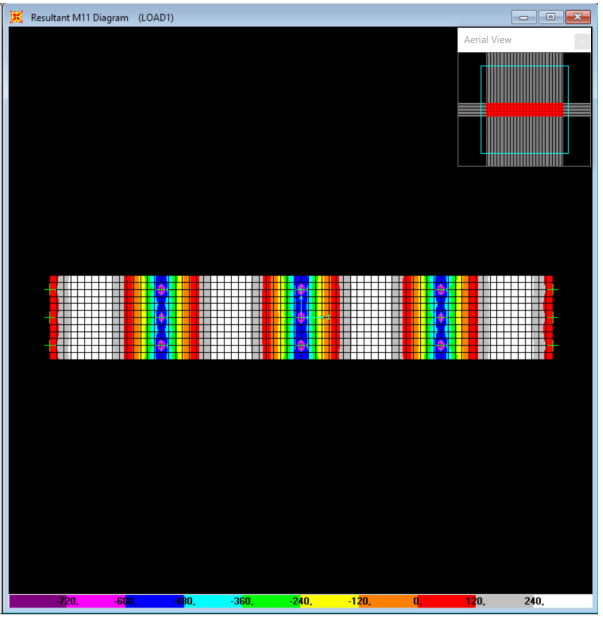 Resultant M11 Diagram (LOAD1)
Aerial View
-720, -600, -480, -360, -240, -120, 0, 120, 240,